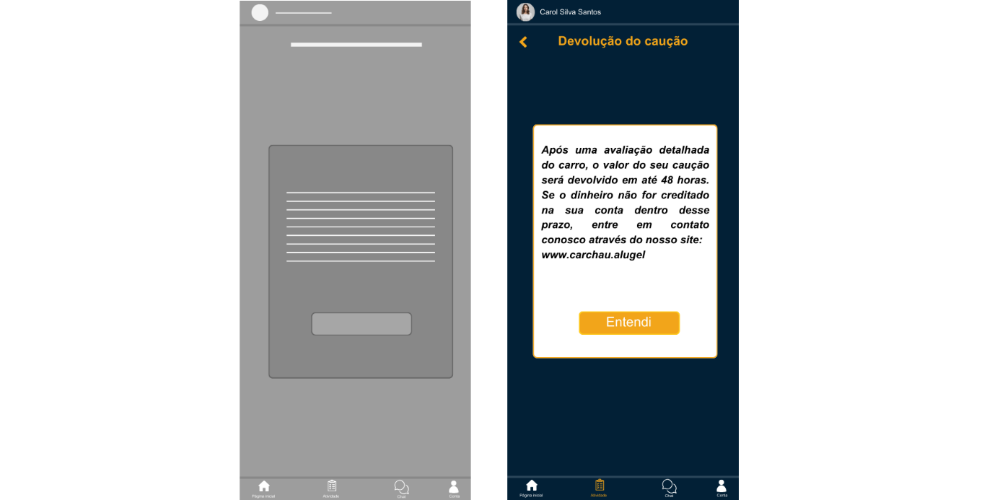 Carol Silva Santos
Devolução do caução
Após uma avaliação detalhada
do carro, o valor do seu caução
será devolvido em até 48 horas.
Se o dinheiro não for creditado
na sua conta dentro desse
prazo, entre em contato
conosco através do nosso site:
www.carchau.alugel
Entendi
Página inicial
Atividade
Chat
Conta
Página inicial
Atividade
Chat
Conta